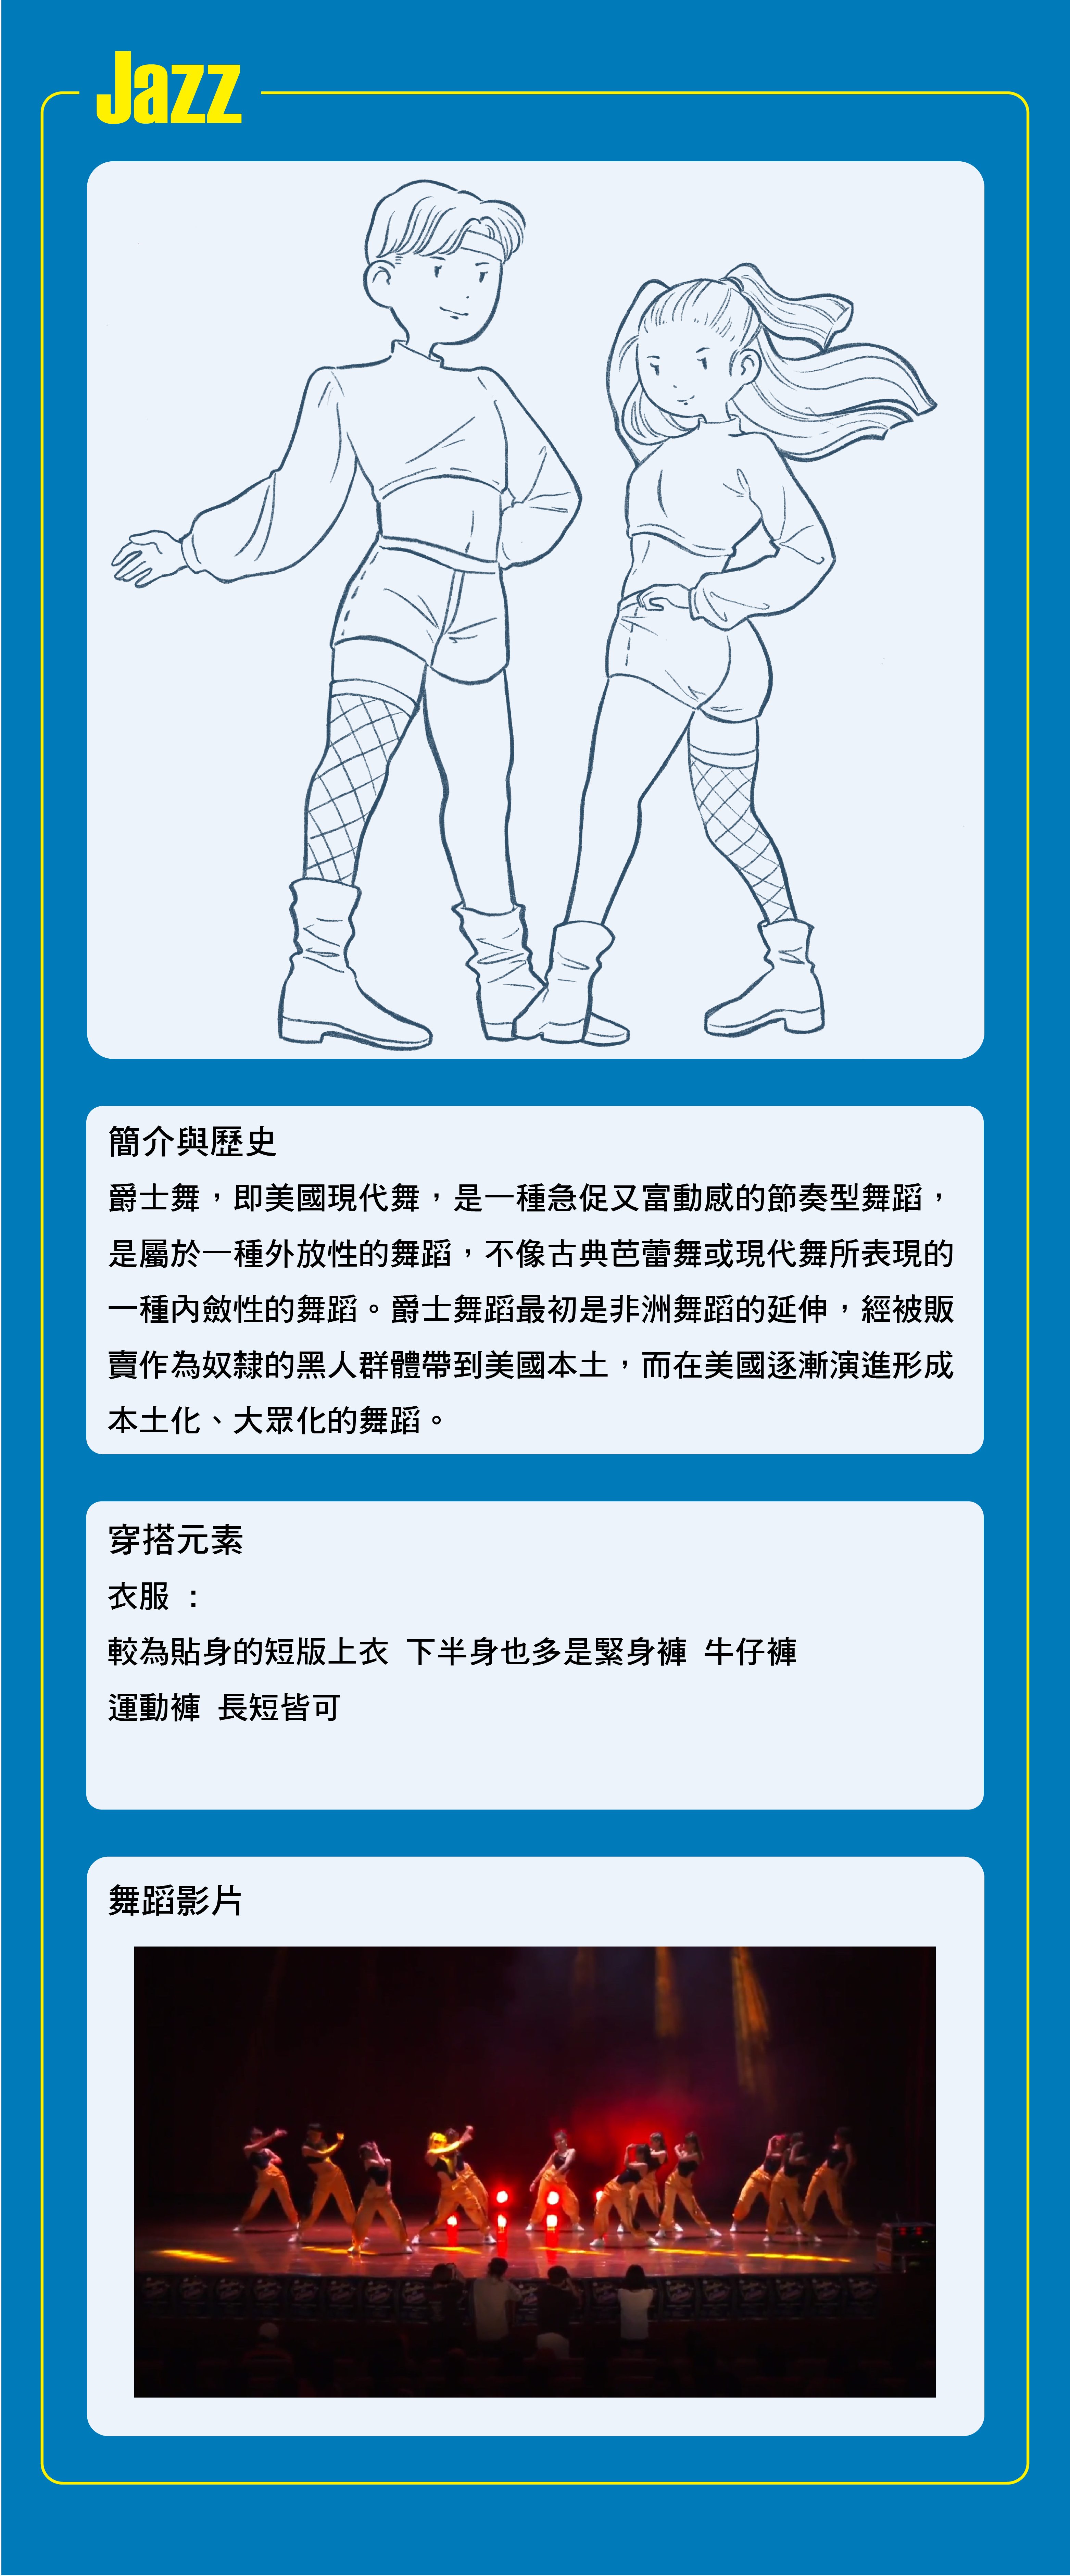 Jazz
簡介與歷史
爵士舞，即美國現代舞，是一種急促又富動感的節奏型舞蹈，
是屬於一種外放性的舞蹈，不像古典芭蕾舞或現代舞所表現的
一種內斂性的舞蹈。爵士舞蹈最初是非洲舞蹈的延伸，經被販
賣作為奴隸的黑人群體帶到美國本土，而在美國逐漸演進形成
本土化、大眾化的舞蹈。
穿搭元素
衣服 ：
較為貼身的短版上衣 下半身也多是緊身褲 牛仔褲
運動褲 長短皆可
舞蹈影片